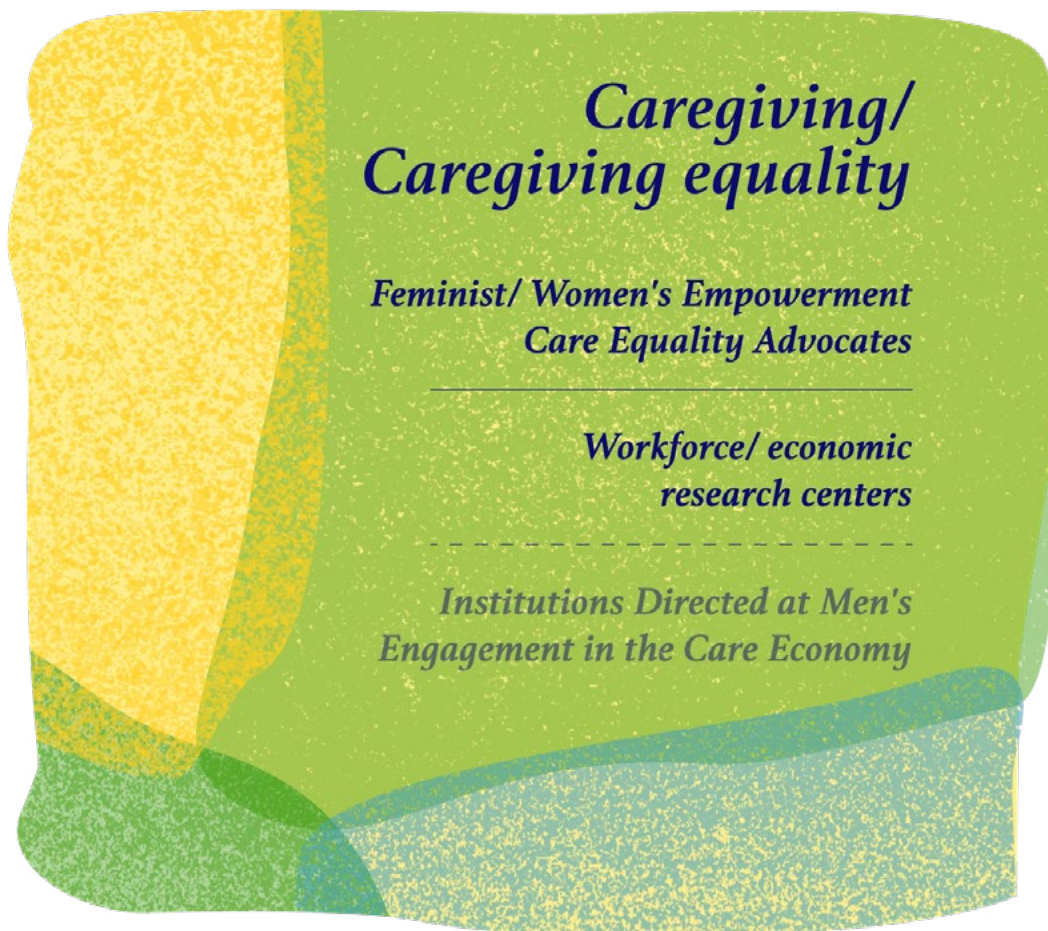 Caregiving/
Caregiving equality
Feminist/ Women's Empowerment
Care Equality Advocates
Workforce/ economic
research centers
Institutions Directed at Men's
Engagement in the Care Economy